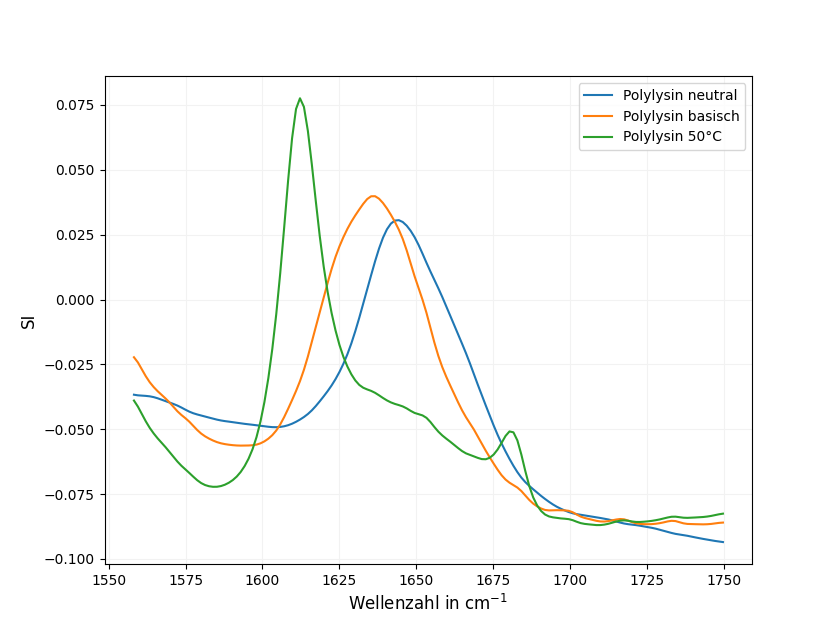 Polylysin neutral
Polylysin basisch
Polylysin 50°C
0.075
0.050
0.025
0.000
−0.025
−0.050
−0.075
−0.100
SI
1550 1575 1600 1625 1650 1675 1700 1725 1750
Wellenzahl in cm⁻¹